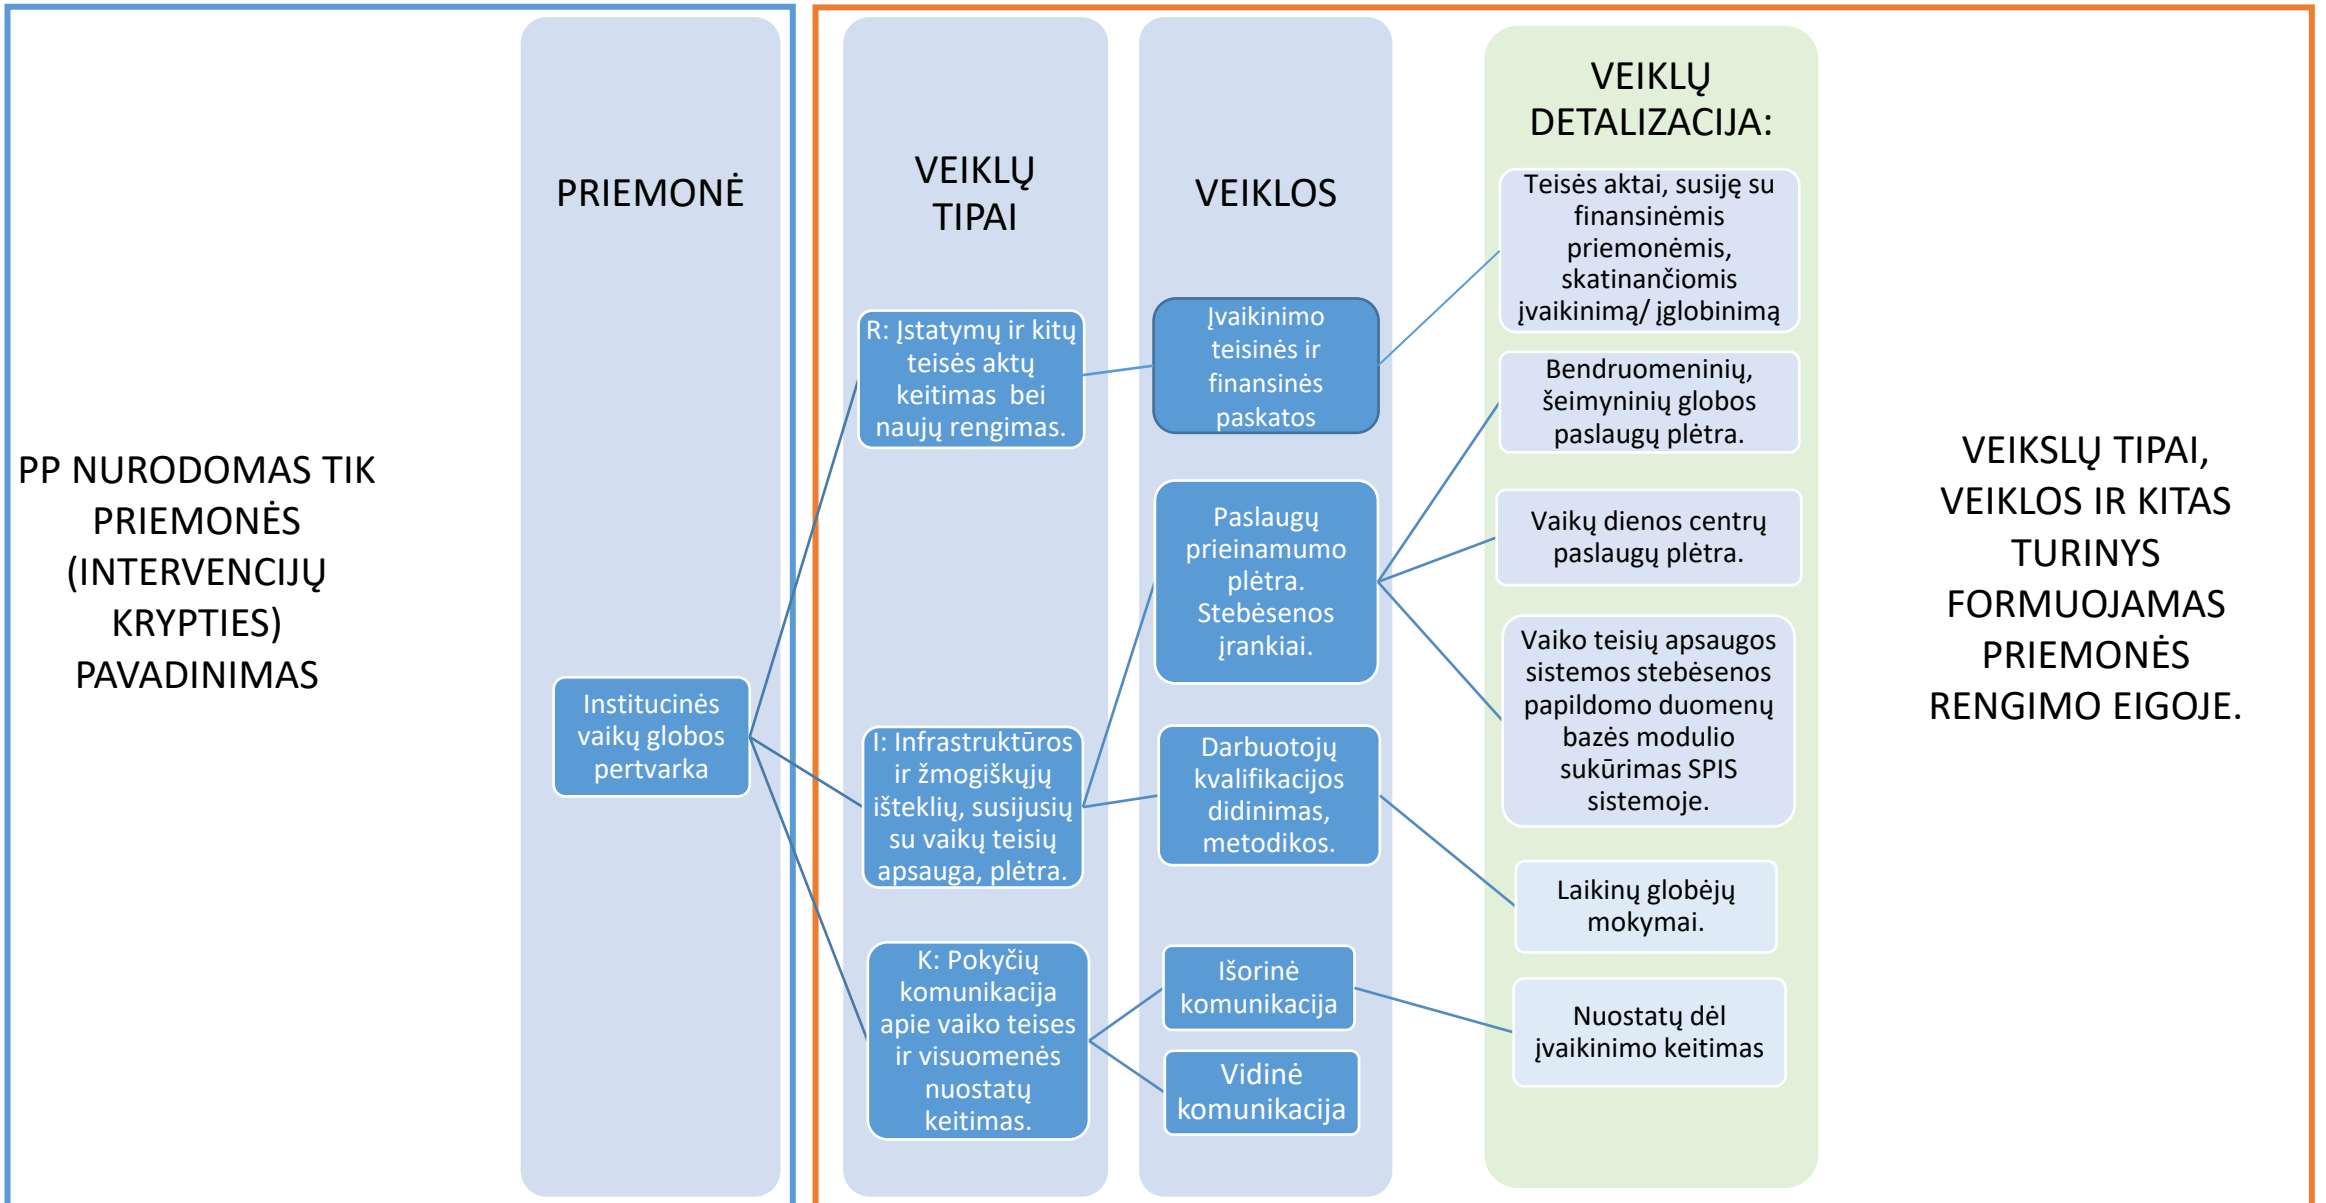 PP NURODOMAS TIK
PRIEMONĖS
(INTERVENCIJŲ
KRYPTIES)
PAVADINIMAS
PRIEMONĖ
Institucinės
vaikų globos
pertvarka
VEIKLŲ
TIPAI
R: Įstatymų ir kitų
teisės aktų
keitimas bei
naujų rengimas.
I: Infrastruktūros
ir žmogiškųjų
išteklių, susijusių
su vaikų teisių
apsauga, plėtra.
K: Pokyčių
komunikacija
apie vaiko teises
ir visuomenės
nuostatų
keitimas.
VEIKLOS
Įvaikinimo
teisinės ir
finansinės
paskatos
Paslaugų
prieinamumo
plėtra.
Stebėsenos
įrankiai.
Darbuotojų
kvalifikacijos
didinimas,
metodikos.
Išorinė
komunikacija
Vidinė
komunikacija
VEIKLŲ
DETALIZACIJA:
Teisės aktai, susiję su
finansinėmis
priemonėmis,
skatinančiomis
įvaikinimą/ įglobinimą
Bendruomeninių,
šeimyninių globos
paslaugų plėtra.
Vaikų dienos centrų
paslaugų plėtra.
Vaiko teisių apsaugos
sistemos stebėsenos
papildomo duomenų
bazės modulio
sukūrimas SPIS
sistemoje.
Laikinų globėjų
mokymai.
Nuostatų dėl
įvaikinimo keitimas
VEIKSLŲ TIPAI,
VEIKLOS IR KITAS
TURINYS
FORMUOJAMAS
PRIEMONĖS
RENGIMO EIGOJE.